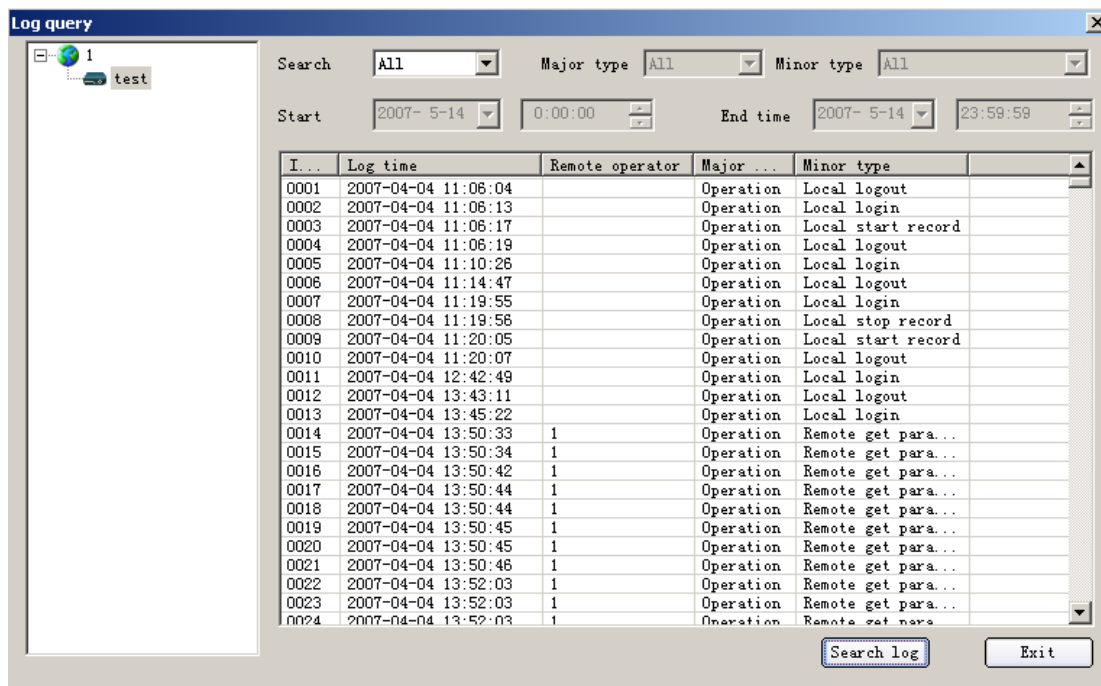 Log query
1
test
Search All Major type All Minor type All
Start 2007- 5-14 0:00:00 End time 2007- 5-14 23:59:59
I... Log time Remote operator Major ... Minor type
0001 2007-04-04 11:06:04 Operation Local logout
0002 2007-04-04 11:06:13 Operation Local login
0003 2007-04-04 11:06:17 Operation Local start record
0004 2007-04-04 11:06:19 Operation Local logout
0005 2007-04-04 11:10:26 Operation Local login
0006 2007-04-04 11:14:47 Operation Local logout
0007 2007-04-04 11:19:55 Operation Local login
0008 2007-04-04 11:19:56 Operation Local stop record
0009 2007-04-04 11:20:05 Operation Local start record
0010 2007-04-04 11:20:07 Operation Local logout
0011 2007-04-04 12:42:49 Operation Local login
0012 2007-04-04 13:43:11 Operation Local logout
0013 2007-04-04 13:45:22 Operation Local login
0014 2007-04-04 13:50:33 1 Operation Remote get para...
0015 2007-04-04 13:50:34 1 Operation Remote get para...
0016 2007-04-04 13:50:42 1 Operation Remote get para...
0017 2007-04-04 13:50:44 1 Operation Remote get para...
0018 2007-04-04 13:50:44 1 Operation Remote get para...
0019 2007-04-04 13:50:45 1 Operation Remote get para...
0020 2007-04-04 13:50:45 1 Operation Remote get para...
0021 2007-04-04 13:50:46 1 Operation Remote get para...
0022 2007-04-04 13:52:03 1 Operation Remote get para...
0023 2007-04-04 13:52:03 1 Operation Remote get para...
0024 2007-04-04 13:52:03 1 Operation Remote get para...
Search log Exit